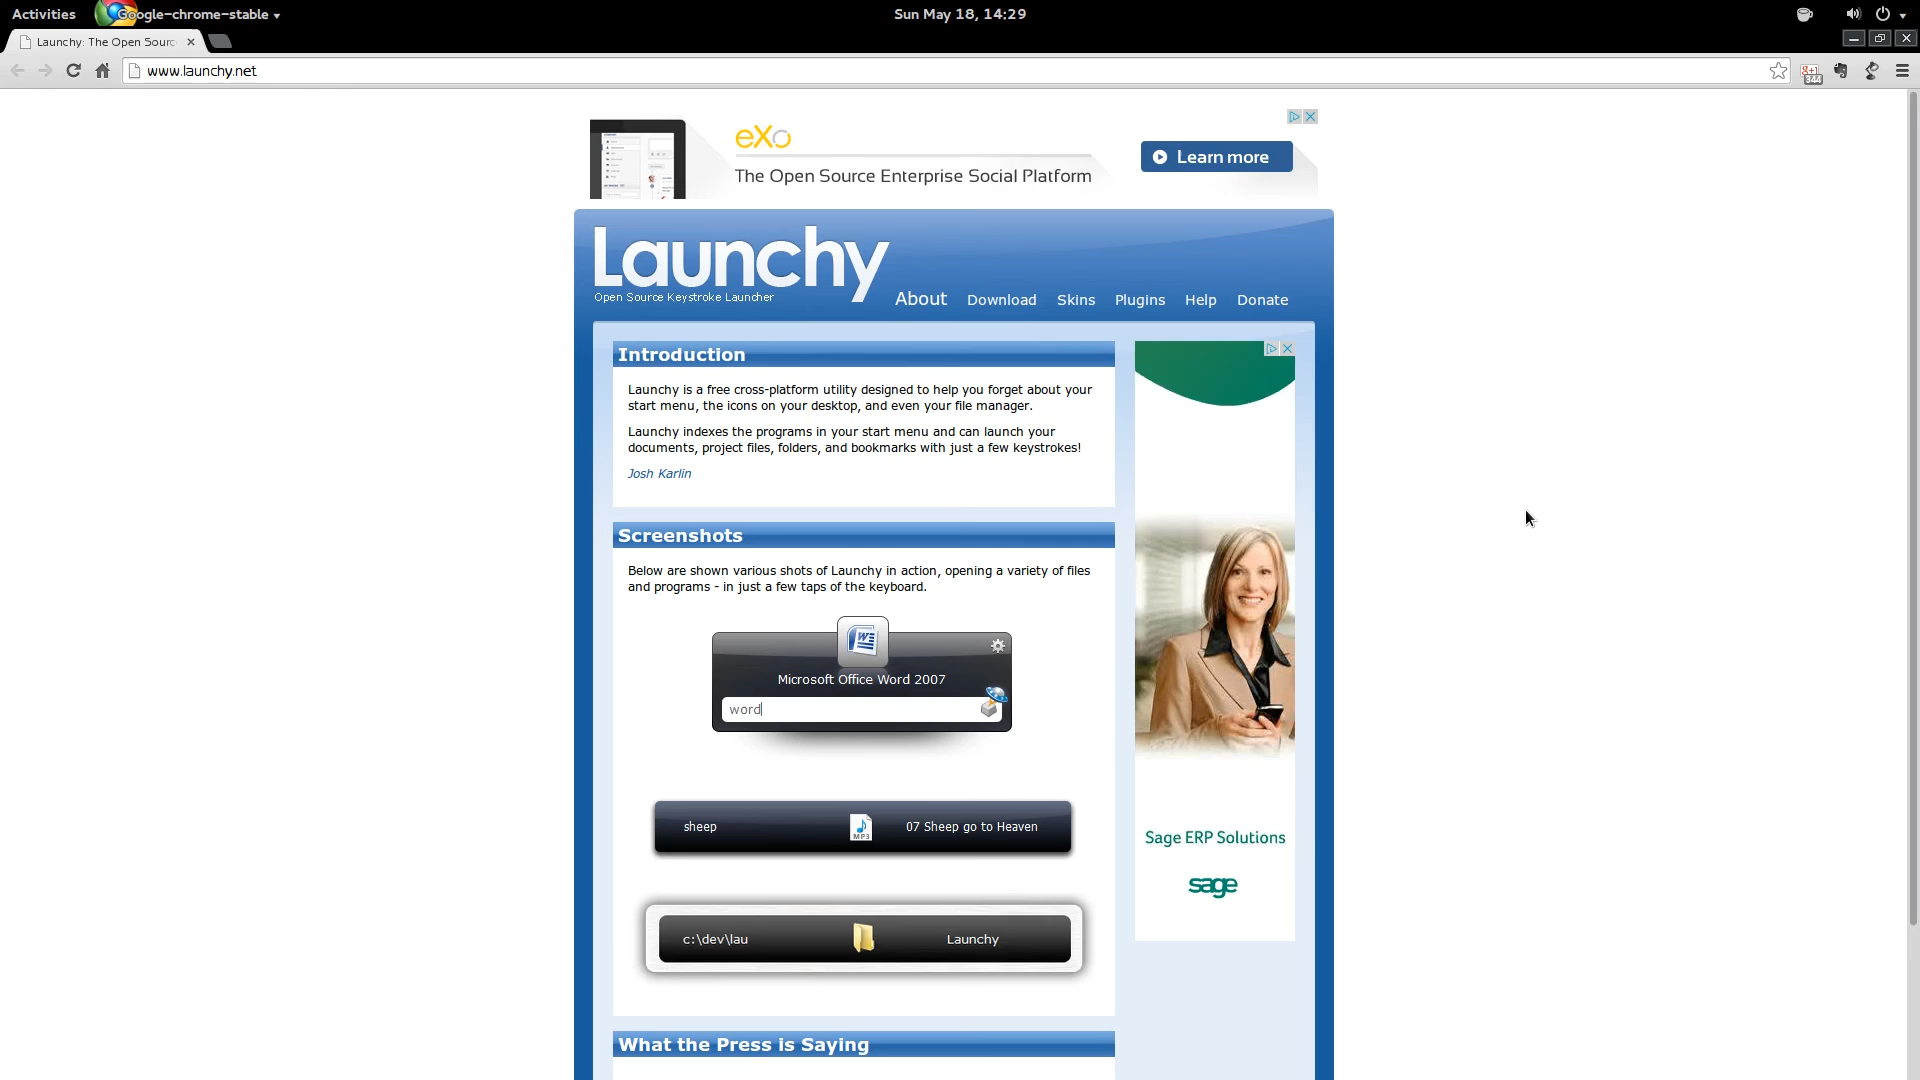 Activities
Google-chrome-stable
Sun May 18, 14:29
Launchy: The Open Sourc
www.launchy.net
344
eXo
The Open Source Enterprise Social Platform
Learn more
Launchy
Open Source Keystroke Launcher
About Download Skins Plugins Help Donate
Introduction
Launchy is a free cross-platform utility designed to help you forget about your
start menu, the icons on your desktop, and even your file manager.
Launchy indexes the programs in your start menu and can launch your
documents, project files, folders, and bookmarks with just a few keystrokes!
Josh Karlin
Screenshots
Below are shown various shots of Launchy in action, opening a variety of files
and programs - in just a few taps of the keyboard.
Microsoft Office Word 2007
word
sheep
MP3
07 Sheep go to Heaven
c:\dev\lau
Launchy
Sage ERP Solutions
sage
What the Press is Saying